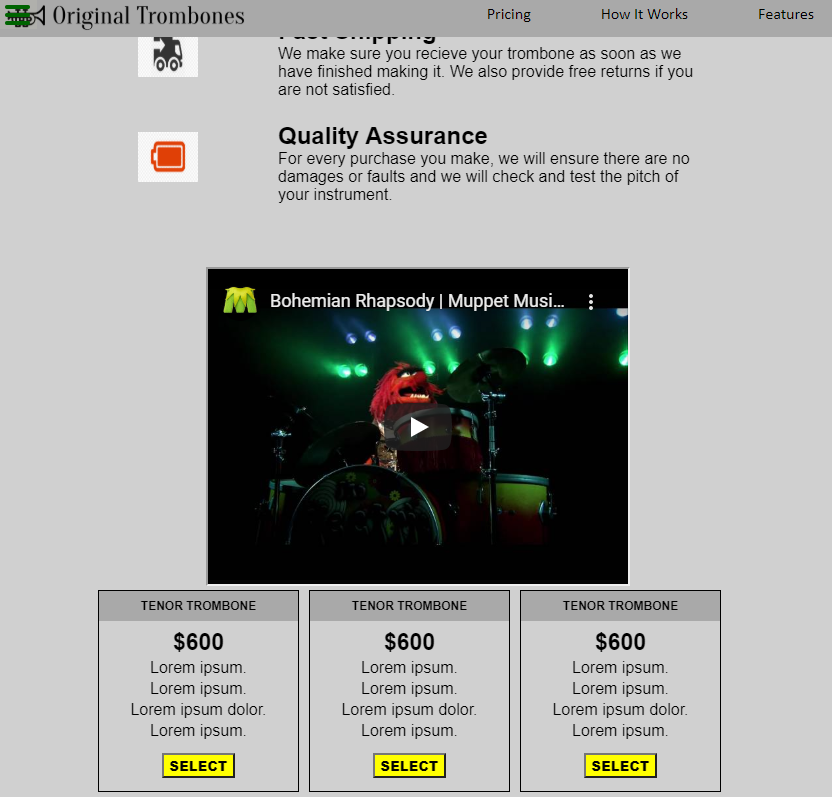 Original Trombones
Pricing
How It Works
Features
Fast Shipping
We make sure you recieve your trombone as soon as we
have finished making it. We also provide free returns if you
are not satisfied.
Quality Assurance
For every purchase you make, we will ensure there are no
damages or faults and we will check and test the pitch of
your instrument.
Bohemian Rhapsody | Muppet Musi...
TENOR TROMBONE
$600
Lorem ipsum.
Lorem ipsum.
Lorem ipsum dolor.
Lorem ipsum.
SELECT
TENOR TROMBONE
$600
Lorem ipsum.
Lorem ipsum.
Lorem ipsum dolor.
Lorem ipsum.
SELECT
TENOR TROMBONE
$600
Lorem ipsum.
Lorem ipsum.
Lorem ipsum dolor.
Lorem ipsum.
SELECT